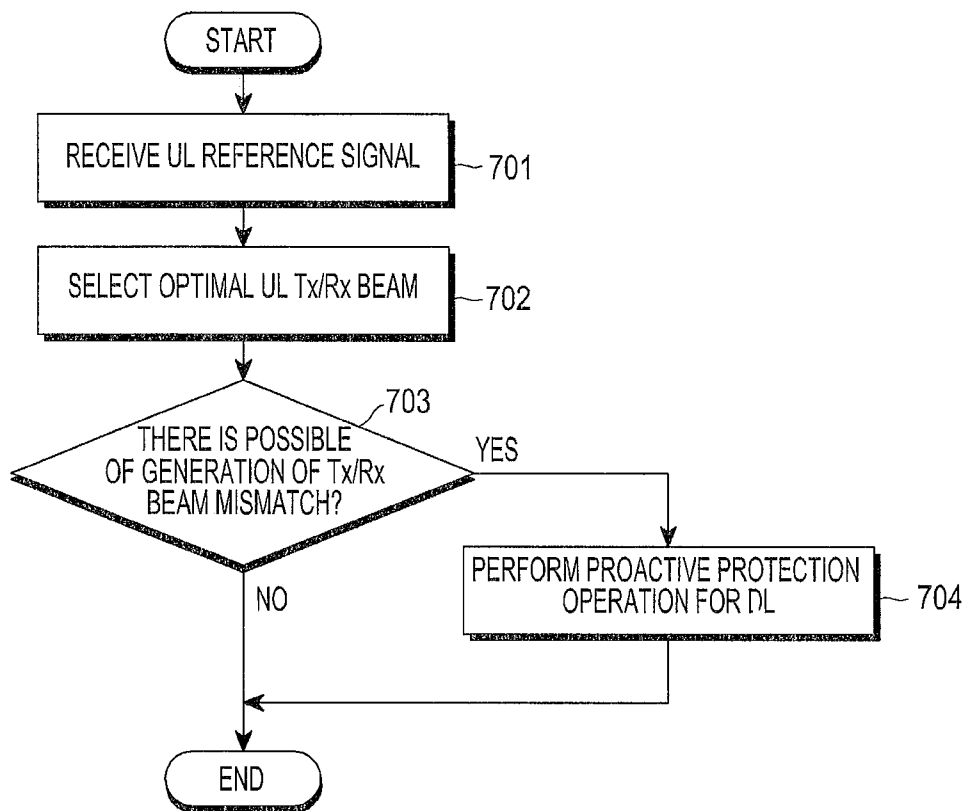 START
RECEIVE UL REFERENCE SIGNAL
701
SELECT OPTIMAL UL Tx/Rx BEAM
702
703
THERE IS POSSIBLE
OF GENERATION OF Tx/Rx
BEAM MISMATCH?
YES
NO
PERFORM PROACTIVE PROTECTION
OPERATION FOR DL
704
END